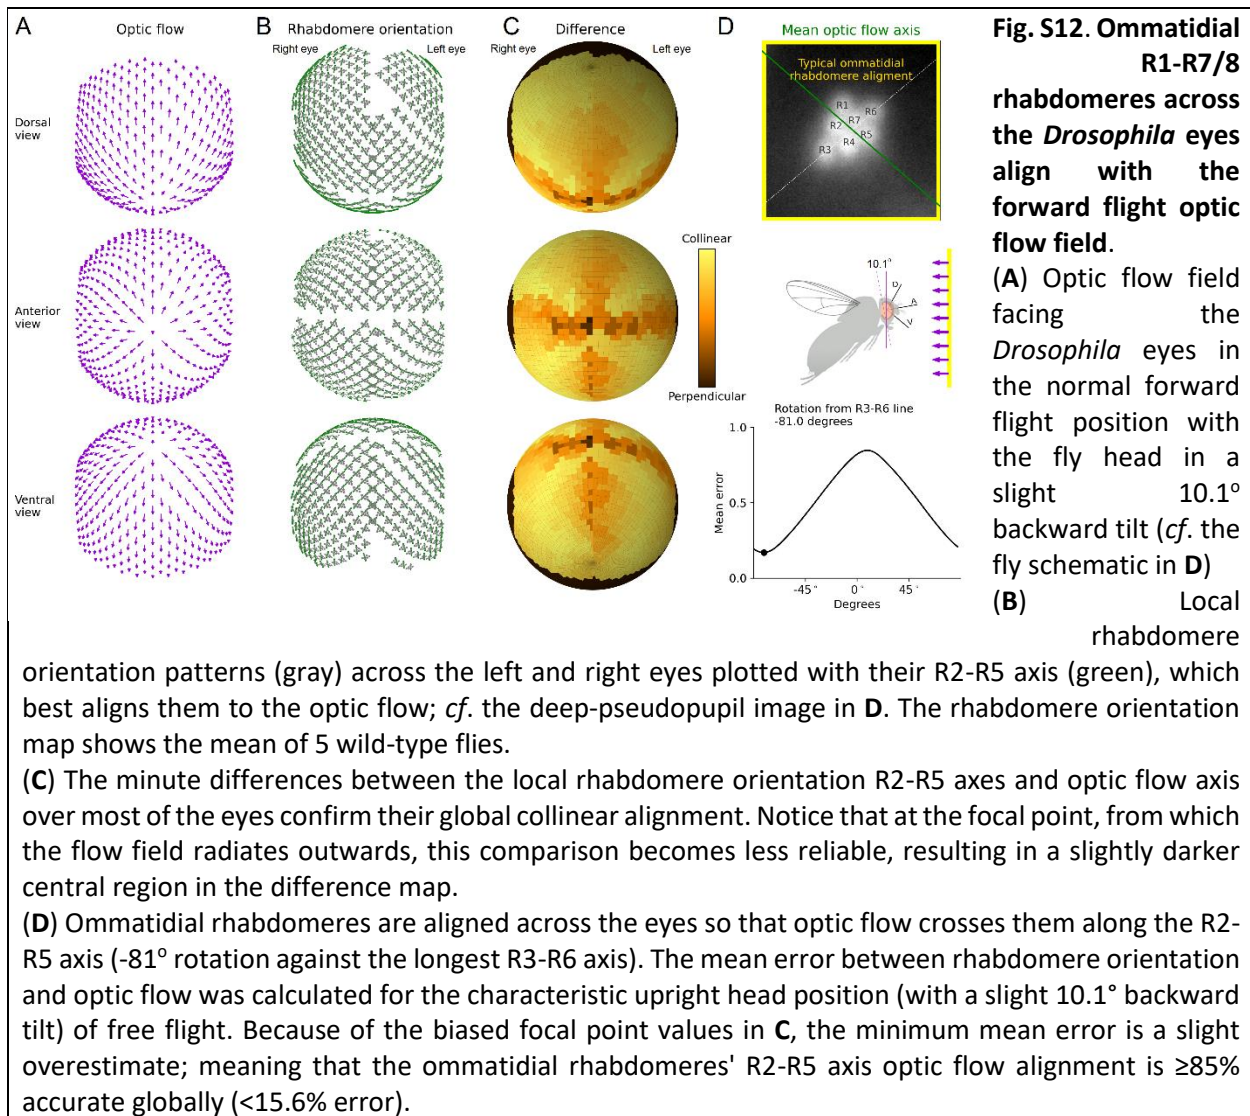 A
Optic flow
B
Rhabdomere orientation
Right eye
Left eye
C
Difference
Right eye
Left eye
D
Mean optic flow axis
Typical ommatidial
rhabdomere alignment
R1
R6
R7
R2
R5
R4
R3
Dorsal
view
Anterior
view
Ventral
view
Collinear
Perpendicular
10.1°
D
A
V
Rotation from R3-R6 line
-81.0 degrees
1.0
0.5
0.0
Mean error
-45°
0°
45°
Degrees
Fig. S12. Ommatidial
R1-R7/8
rhabdomeres across
the Drosophila eyes
align with the
forward flight optic
flow field.
(A) Optic flow field
facing the
Drosophila eyes in
the normal forward
flight position with
the fly head in a
slight 10.1º
backward tilt (cf. the
fly schematic in D)
(B) Local
rhabdomere
orientation patterns (gray) across the left and right eyes plotted with their R2-R5 axis (green), which
best aligns them to the optic flow; cf. the deep-pseudopupil image in D. The rhabdomere orientation
map shows the mean of 5 wild-type flies.
(C) The minute differences between the local rhabdomere orientation R2-R5 axes and optic flow axis
over most of the eyes confirm their global collinear alignment. Notice that at the focal point, from which
the flow field radiates outwards, this comparison becomes less reliable, resulting in a slightly darker
central region in the difference map.
(D) Ommatidial rhabdomeres are aligned across the eyes so that optic flow crosses them along the R2-
R5 axis (-81º rotation against the longest R3-R6 axis). The mean error between rhabdomere orientation
and optic flow was calculated for the characteristic upright head position (with a slight 10.1° backward
tilt) of free flight. Because of the biased focal point values in C, the minimum mean error is a slight
overestimate; meaning that the ommatidial rhabdomeres' R2-R5 axis optic flow alignment is ≥85%
accurate globally (<15.6% error).